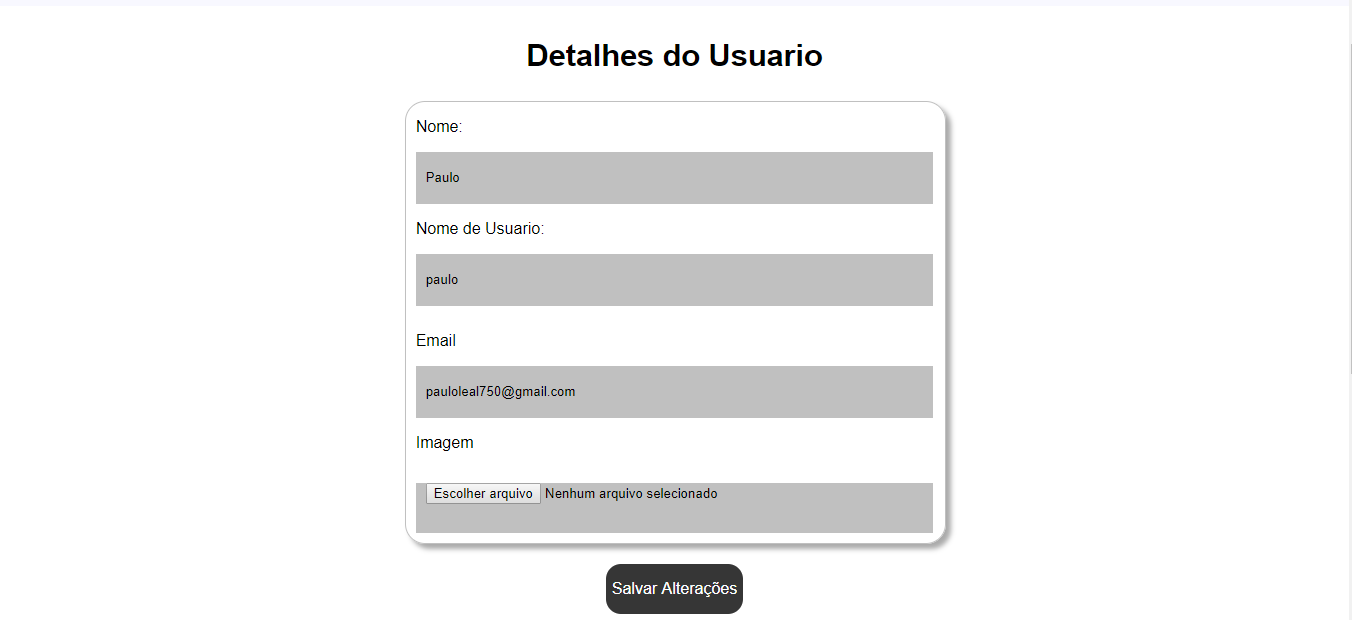 Detalhes do Usuario
Nome:
Paulo
Nome de Usuario:
paulo
Email
pauloleal750@gmail.com
Imagem
Escolher arquivo Nenhum arquivo selecionado
Salvar Alterações